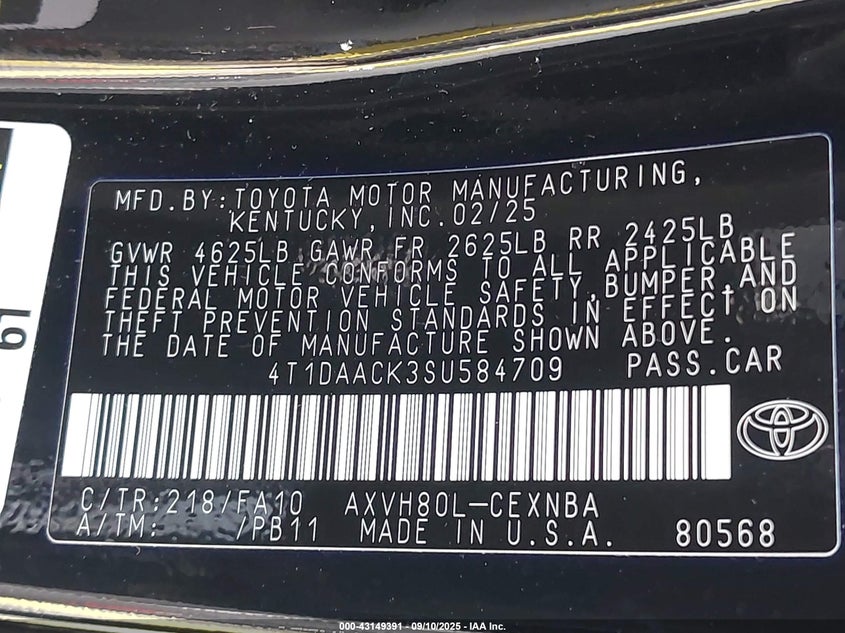 MFD.BY:TOYOTA MOTOR MANUFACTURING,
KENTUCKY,INC.02/25
GVWR 4625LB GAWR FR 2625LB RR 2425LB
THIS VEHICLE CONFORMS TO ALL APPLICABLE
FEDERAL MOTOR VEHICLE SAFETY,BUMPER,AND
THEFT PREVENTION STANDARDS IN EFFECT ON
THE DATE OF MANUFACTURE SHOWN ABOVE.
4T1DAACK3SU584709 PASS.CAR
C/TR:218/FA10 AXVH80L-CEXNBA
A/TM: /PB11 MADE IN U.S.A. 80568
000-43149391 - 09/10/2025 - IAA Inc.